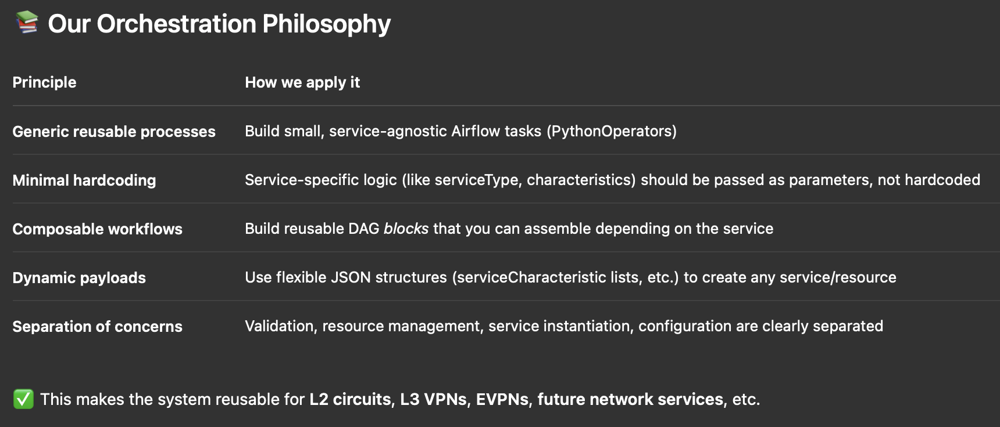 📚 Our Orchestration Philosophy
Principle How we apply it
Generic reusable processes Build small, service-agnostic Airflow tasks (PythonOperators)
Minimal hardcoding Service-specific logic (like serviceType, characteristics) should be passed as parameters, not hardcoded
Composable workflows Build reusable DAG blocks that you can assemble depending on the service
Dynamic payloads Use flexible JSON structures (serviceCharacteristic lists, etc.) to create any service/resource
Separation of concerns Validation, resource management, service instantiation, configuration are clearly separated
✅ This makes the system reusable for L2 circuits, L3 VPNs, EVPNs, future network services, etc.